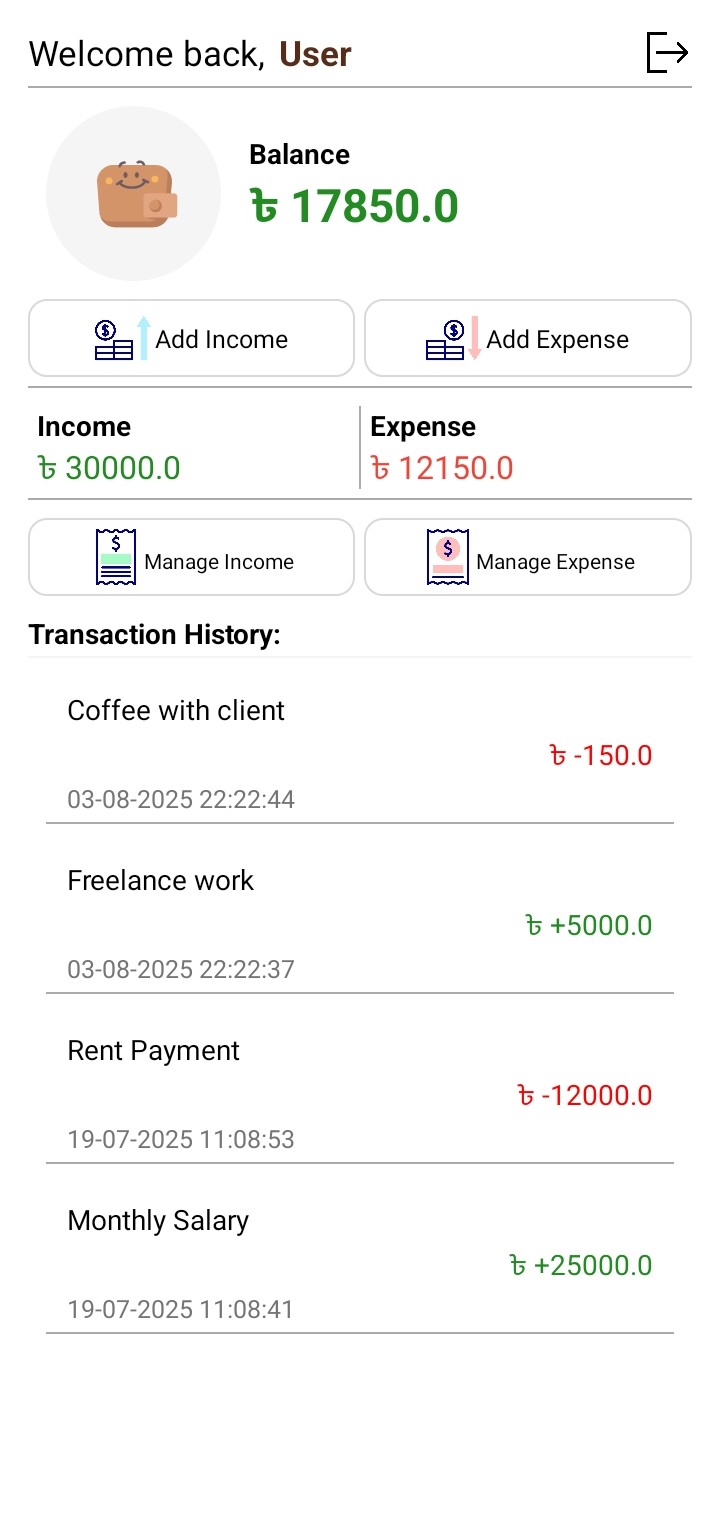 Welcome back, User
Balance
৳ 17850.0
Add Income
Add Expense
Income
৳ 30000.0
Expense
৳ 12150.0
Manage Income
Manage Expense
Transaction History:
Coffee with client
৳ -150.0
03-08-2025 22:22:44
Freelance work
৳ +5000.0
03-08-2025 22:22:37
Rent Payment
৳ -12000.0
19-07-2025 11:08:53
Monthly Salary
৳ +25000.0
19-07-2025 11:08:41